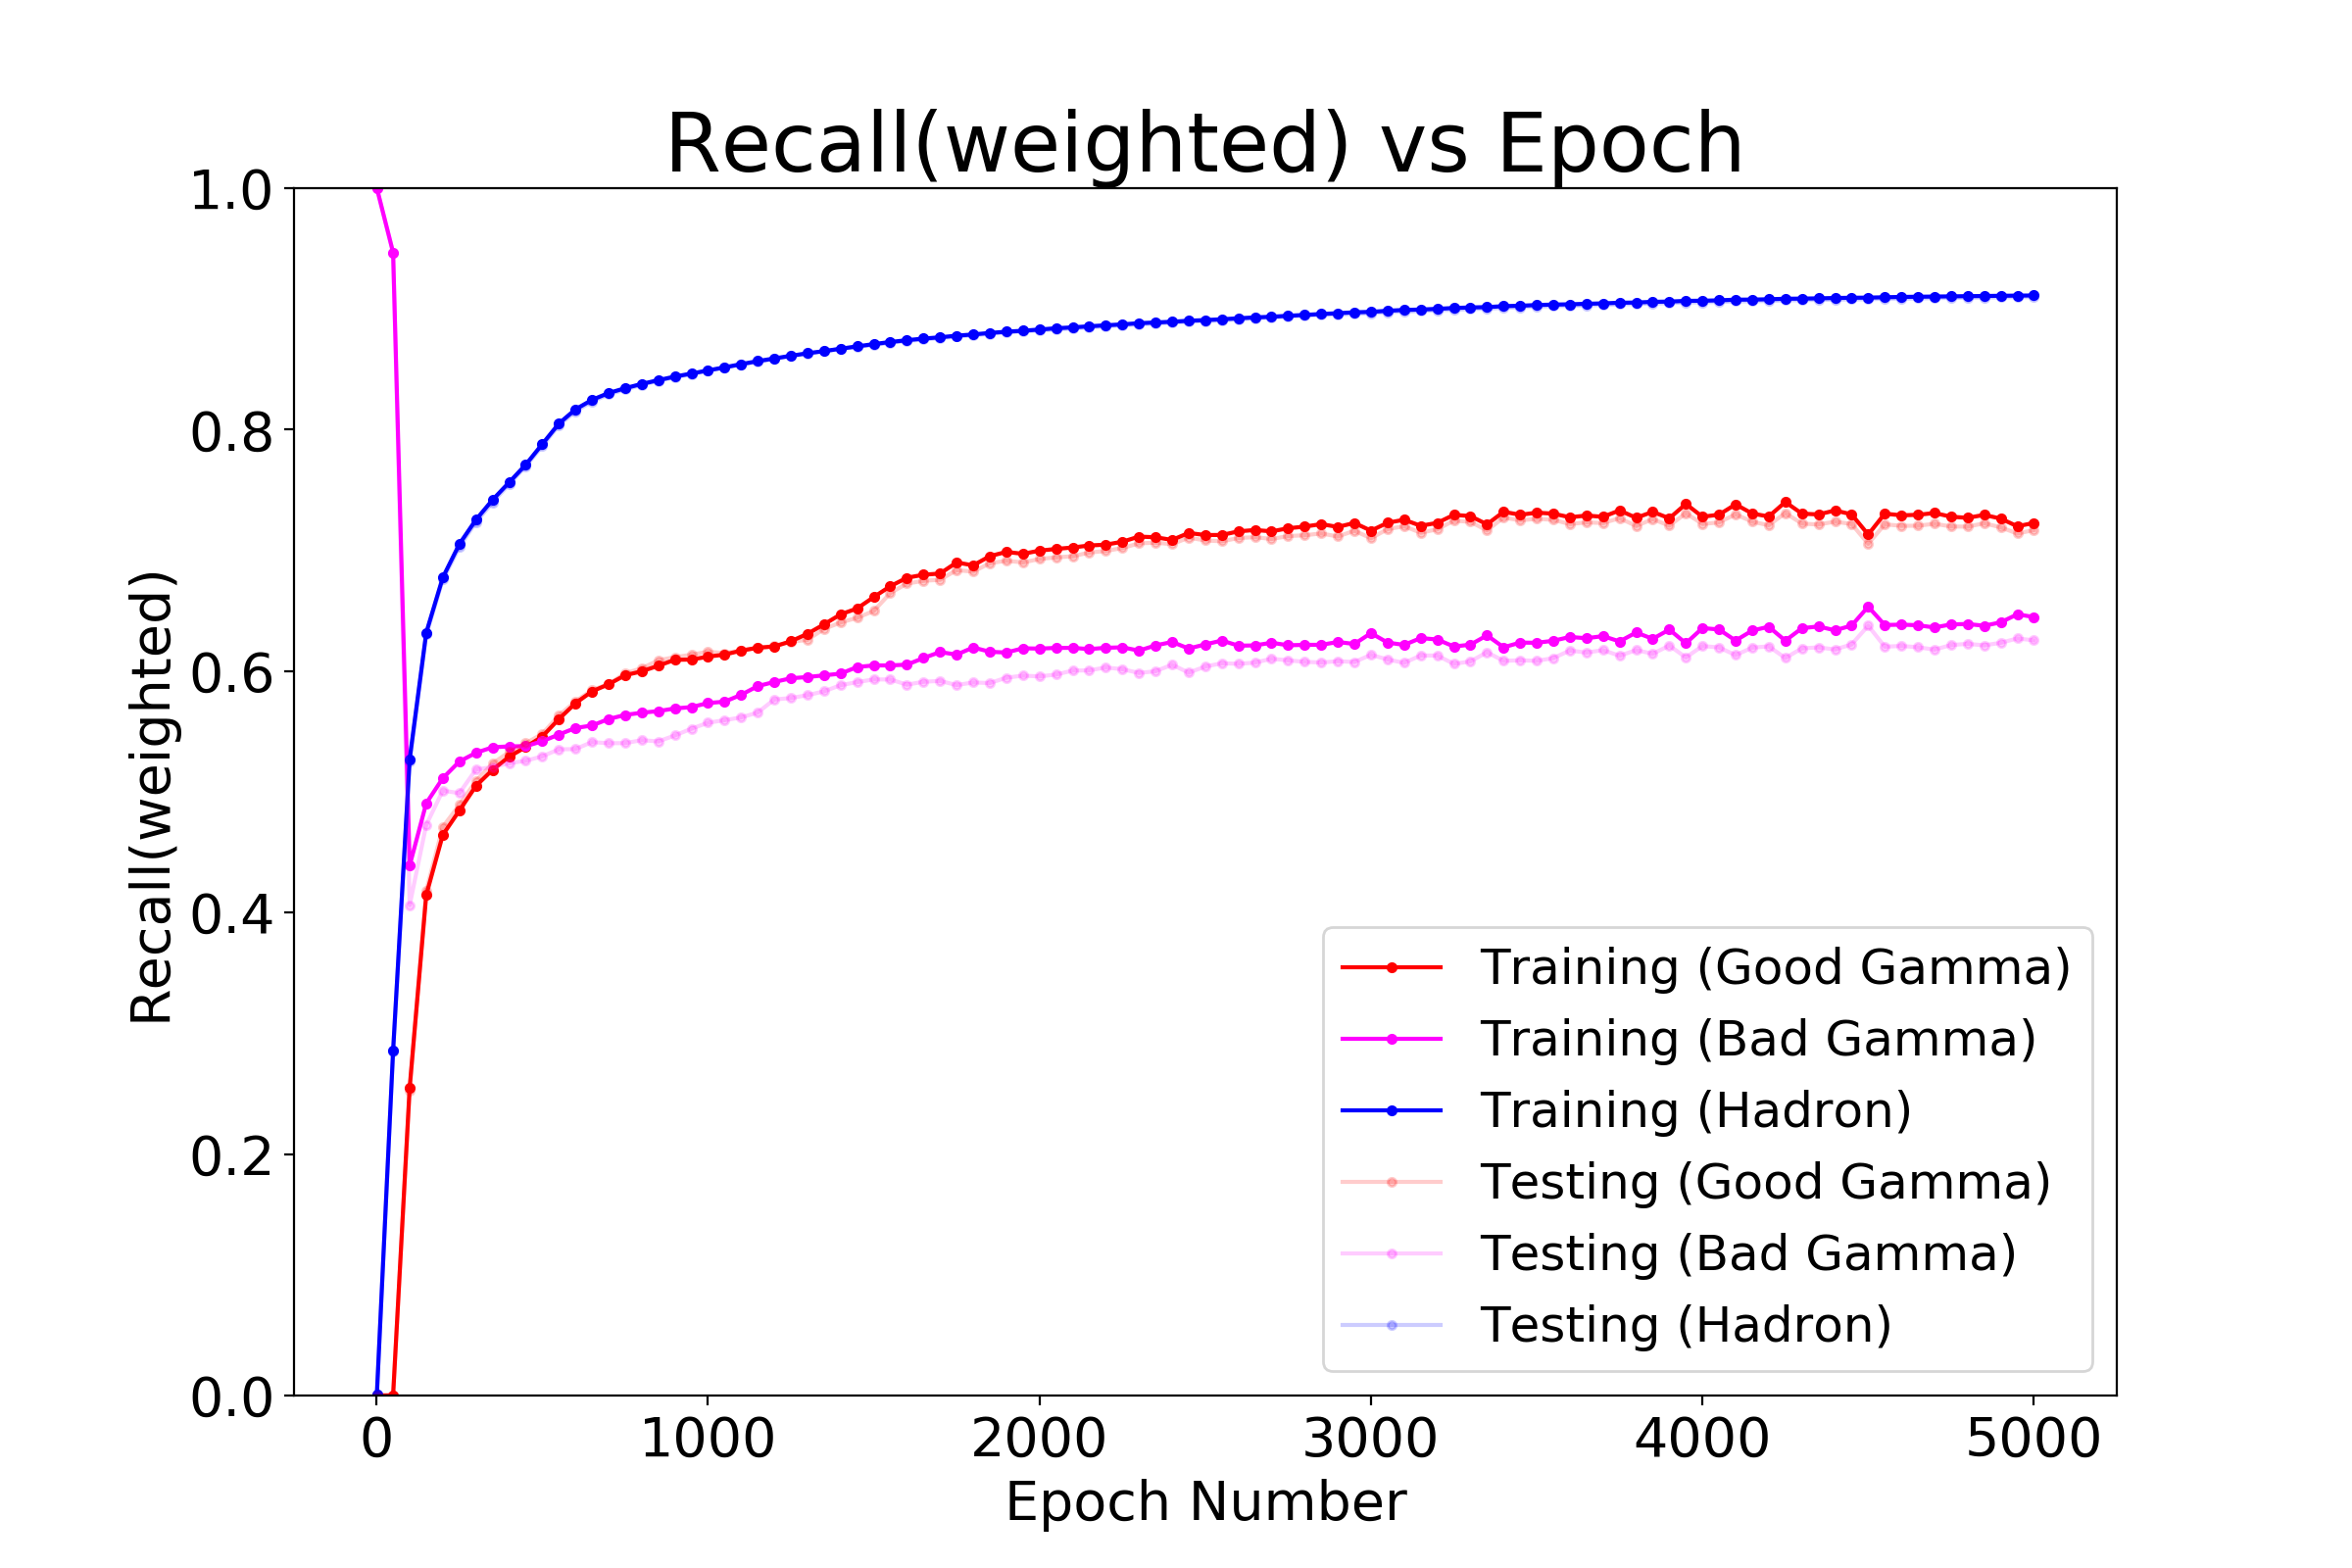 Recall(weighted) vs Epoch
Recall(weighted)
1.0
0.8
0.6
0.4
0.2
0.0
0 1000 2000 3000 4000 5000
Epoch Number
Training (Good Gamma)
Training (Bad Gamma)
Training (Hadron)
Testing (Good Gamma)
Testing (Bad Gamma)
Testing (Hadron)